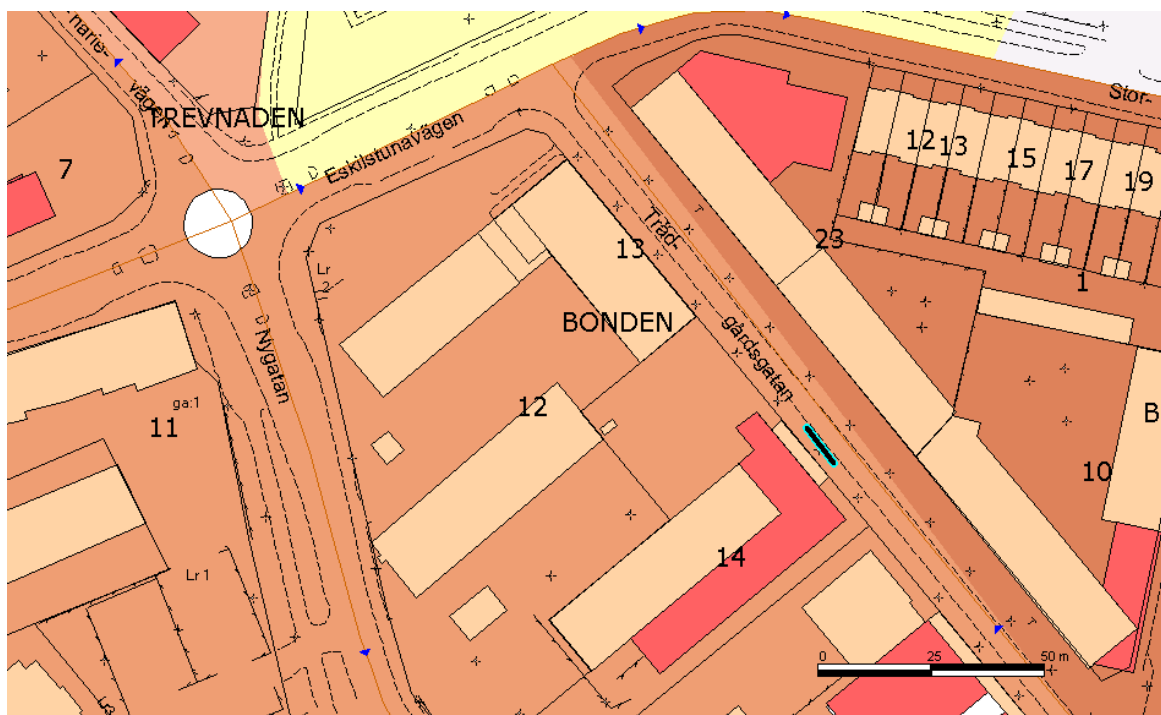 narie-
vägen
TREVNADEN
7
Eskilstunavägen
Stor-
12
13
15
17
19
13
Träd-
23
1
Lr
2
BONDEN
gårdsgatan
Nygatan
ga:1
11
12
B
10
14
Lr 1
Lr3
0 25 50 m